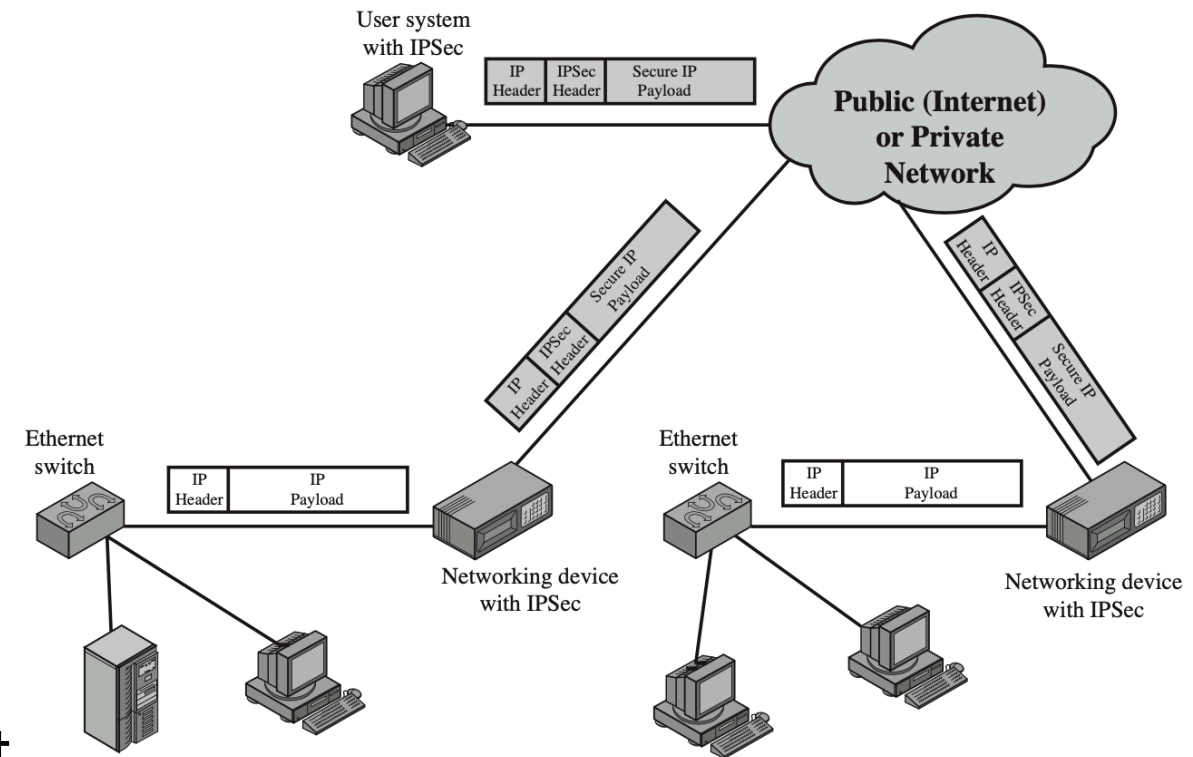 User system
with IPSec
IP
Header
IPSec
Header
Secure IP
Payload
Public (Internet)
or Private
Network
IP
Header
IPSec
Header
Secure IP
Payload
IP
Header
IPSec
Header
Secure IP
Payload
Ethernet
switch
IP
Header
IP
Payload
Networking device
with IPSec
Ethernet
switch
IP
Header
IP
Payload
Networking device
with IPSec